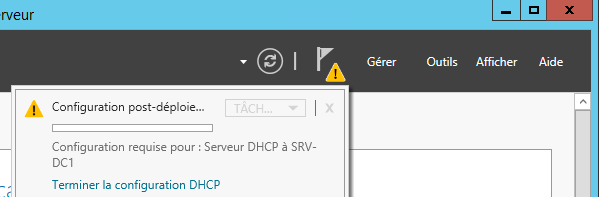 erveur
Gérer Outils Afficher Aide
Configuration post-déploie... TÂCH... X
Configuration requise pour : Serveur DHCP à SRV-
DC1
Terminer la configuration DHCP